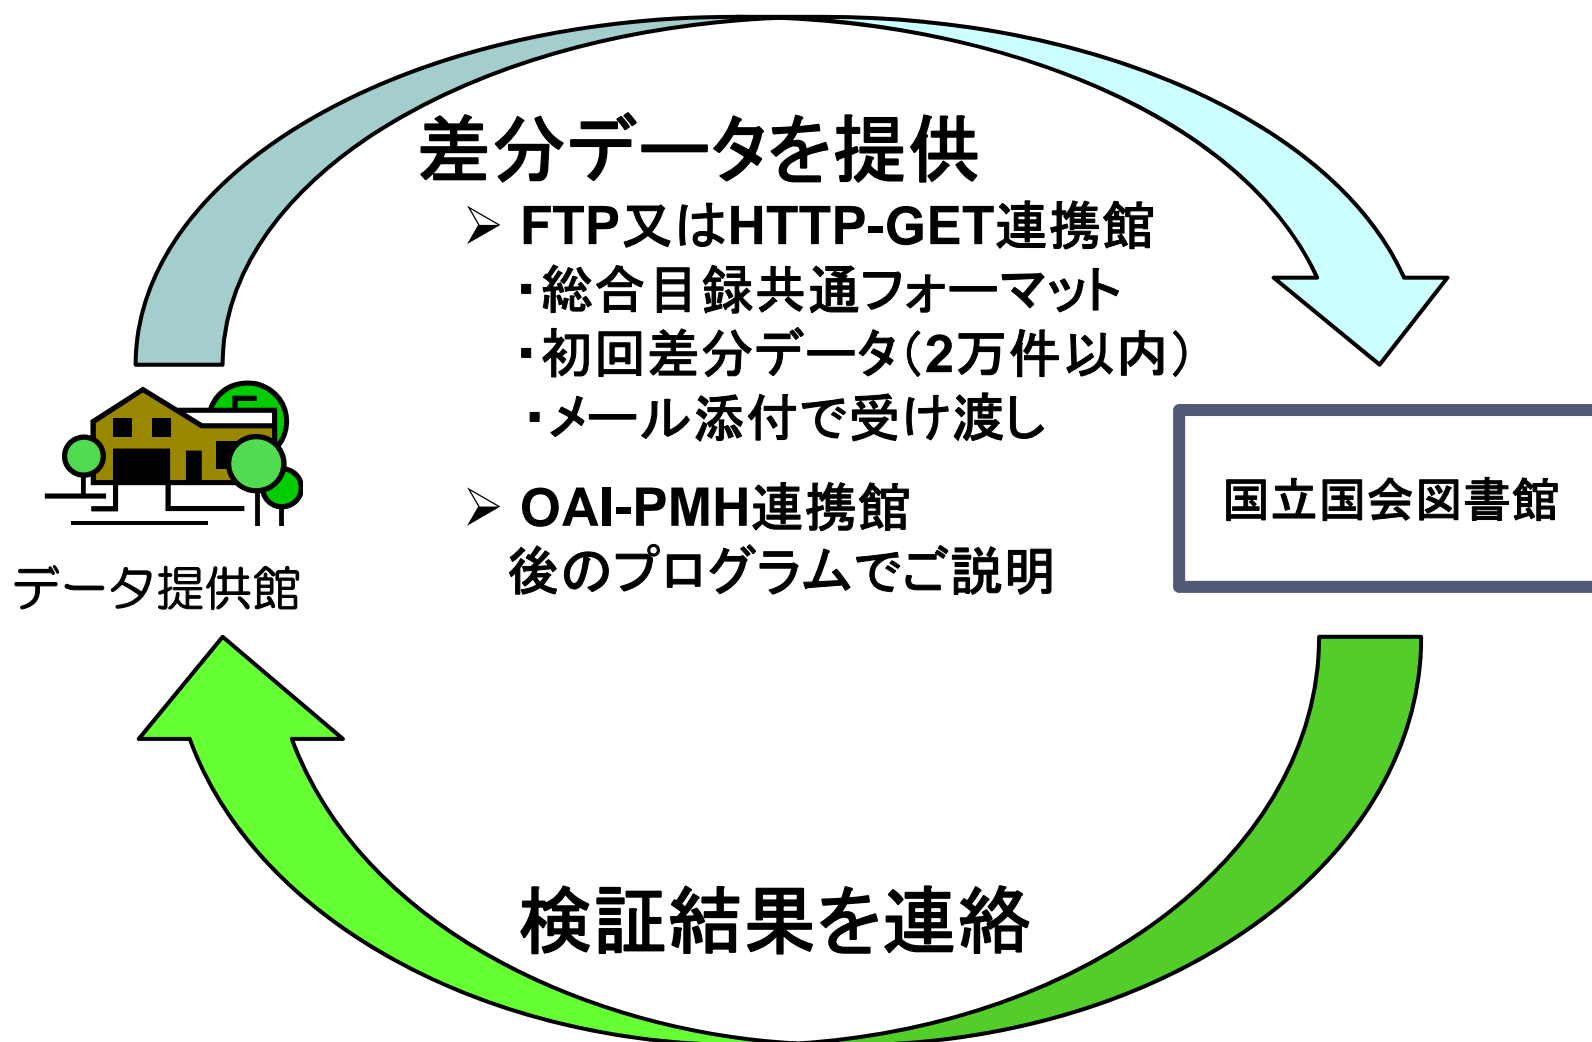 差分データを提供
➢ FTP又はHTTP-GET連携館
・総合目録共通フォーマット
・初回差分データ（2万件以内）
・メール添付で受け渡し
➢ OAI-PMH連携館
後のプログラムでご説明
データ提供館
国立国会図書館
検証結果を連絡